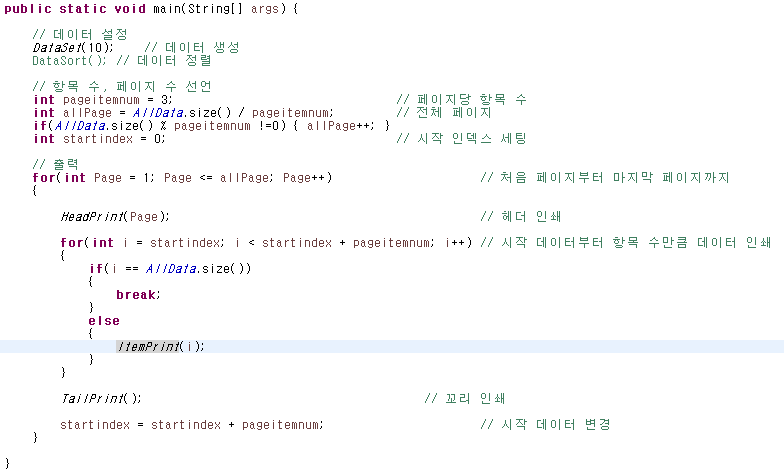 public static void main(String[] args) {
// 데이터 설정
DataSet(10); // 데이터 생성
DataSort(); // 데이터 정렬
// 항목 수, 페이지 수 선언
int pageitemnum = 3; // 페이지당 항목 수
int allPage = AllData.size() / pageitemnum; // 전체 페이지
if(AllData.size() % pageitemnum !=0) { allPage++; }
int startindex = 0; // 시작 인덱스 세팅
// 출력
for(int Page = 1; Page <= allPage; Page++) // 처음 페이지부터 마지막 페이지까지
{
HeadPrint(Page); // 헤더 인쇄
for(int i = startindex; i < startindex + pageitemnum; i++) // 시작 데이터부터 항목 수만큼 데이터 인쇄
{
if(i == AllData.size())
{
break;
}
else
{
ItemPrint(i);
}
}
TailPrint(); // 꼬리 인쇄
startindex = startindex + pageitemnum; // 시작 데이터 변경
}
}